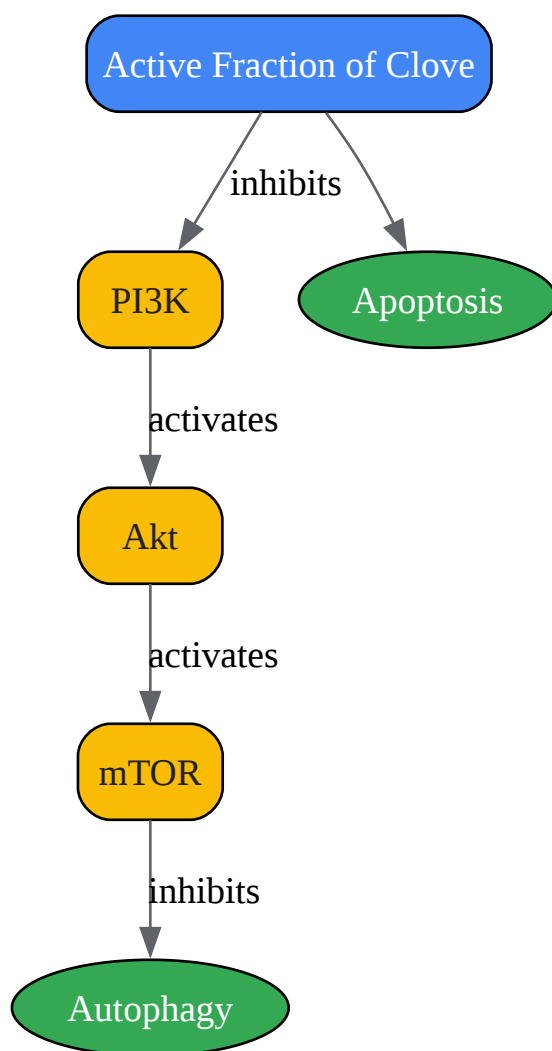 Active Fraction of Clove
inhibits
PI3K
Apoptosis
activates
Akt
activates
mTOR
inhibits
Autophagy